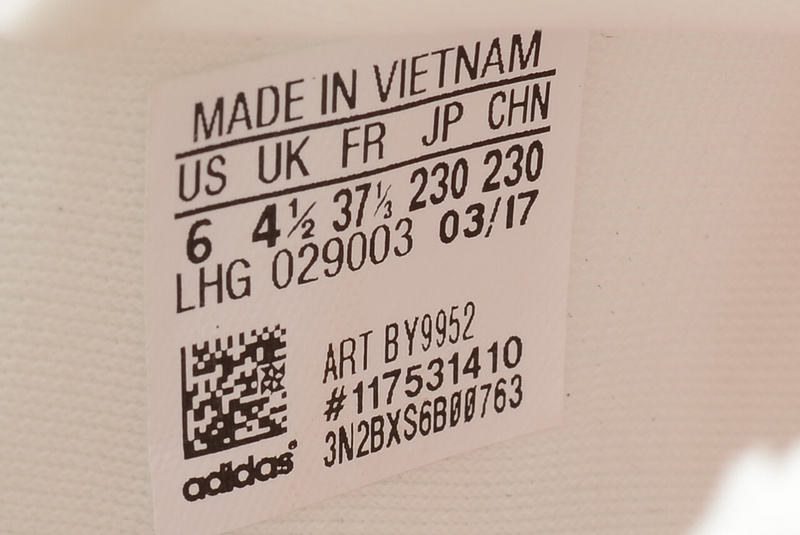 MADE IN VIETNAM
US UK FR JP CHN
6 4½ 37⅓ 230 230
LHG 029003 03/17
ART BY9952
#117531410
3N2BXS6B00763
adidas®